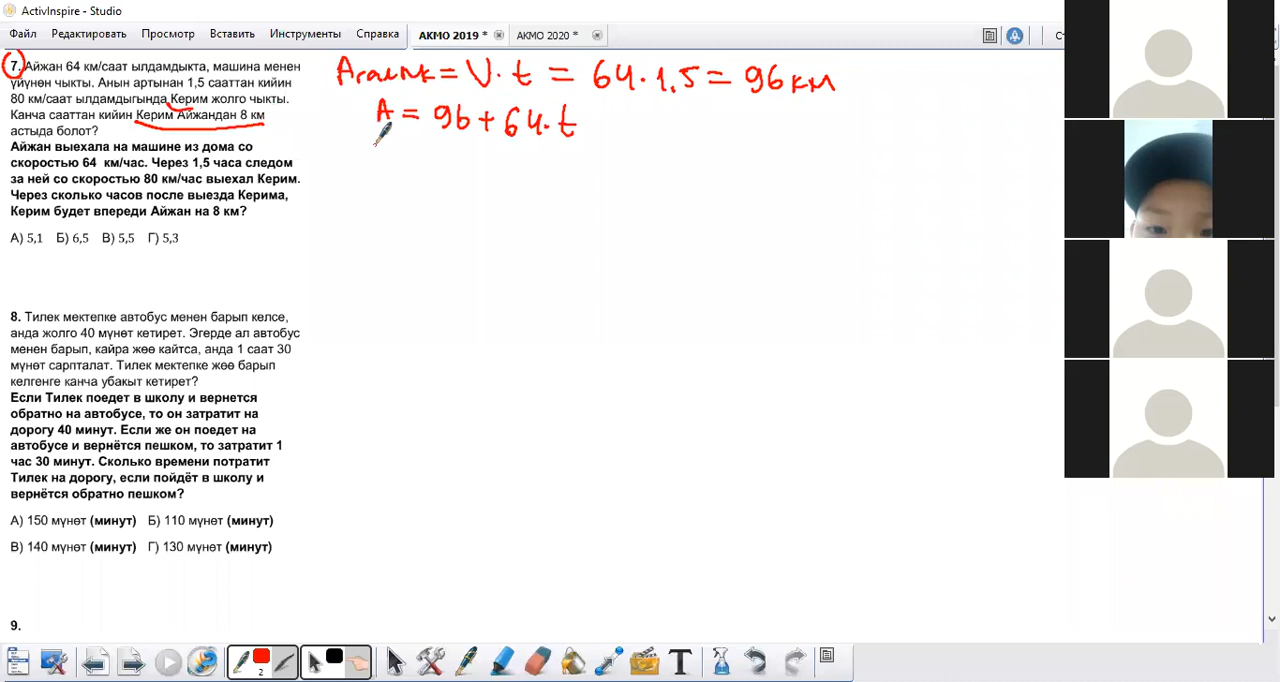 ActivInspire - Studio
Файл Редактировать Просмотр Вставить Инструменты Справка
АКМО 2019 * АКМО 2020 *
7. Айжан 64 км/саат ылдамдыкта, машина менен
үйүнөн чыкты. Анын артынан 1,5 сааттан кийин
80 км/саат ылдамдыгында Керим жолго чыкты.
Канча сааттан кийин Керим Айжандан 8 км
астыда болот?
Айжан выехала на машине из дома со
скоростью 64 км/час. Через 1,5 часа следом
за ней со скоростью 80 км/час выехал Керим.
Через сколько часов после выезда Керима,
Керим будет впереди Айжан на 8 км?
А) 5,1 Б) 6,5 В) 5,5 Г) 5,3
= V · t = 64 · 1,5 = 96 км
A = 96 + 64 · t
8. Тилек мектепке автобус менен барып келсе,
анда жолго 40 мүнөт кетирет. Эгерде ал автобус
менен барып, кайра жөө кайтса, анда 1 саат 30
мүнөт сарпталат. Тилек мектепке жөө барып
келгенге канча убакыт кетирет?
Если Тилек поедет в школу и вернется
обратно на автобусе, то он затратит на
дорогу 40 минут. Если же он поедет на
автобусе и вернётся пешком, то затратит 1
час 30 минут. Сколько времени потратит
Тилек на дорогу, если пойдёт в школу и
вернётся обратно пешком?
А) 150 мүнөт (минут) Б) 110 мүнөт (минут)
В) 140 мүнөт (минут) Г) 130 мүнөт (минут)
9.
2